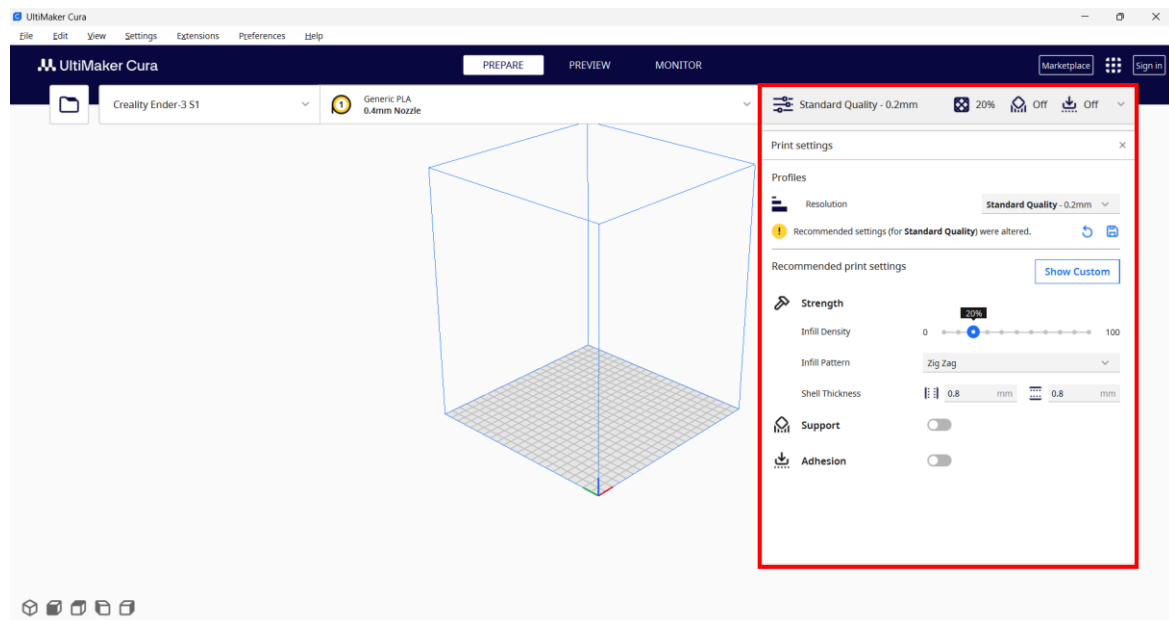 UltiMaker Cura
File Edit View Settings Extensions Preferences Help
UltiMaker Cura PREPARE PREVIEW MONITOR Marketplace Sign in
Creality Ender-3 S1 1 Generic PLA
0.4mm Nozzle
Standard Quality - 0.2mm 20% Off Off
Print settings
Profiles
Resolution Standard Quality - 0.2mm
! Recommended settings (for Standard Quality) were altered.
Recommended print settings Show Custom
Strength
20%
Infill Density 0 100
Infill Pattern Zig Zag
Shell Thickness 0.8 mm 0.8 mm
Support
Adhesion